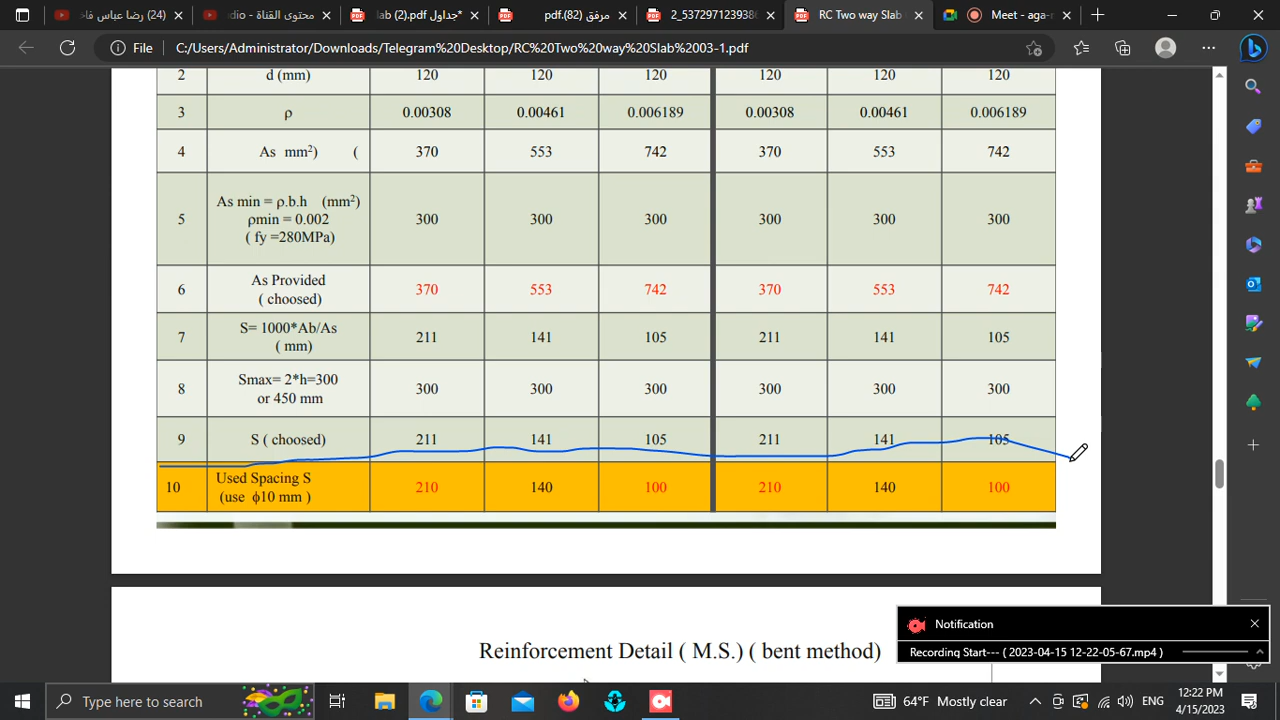 (24) رضا عباس فاخ
محتوى القناة - dio
جداول* lab (2).pdf
مرفق (82).pdf
2_5372971239386
RC Two way Slab
Meet - aga-r
File
C:/Users/Administrator/Downloads/Telegram%20Desktop/RC%20Two%20way%20Slab%2003-1.pdf
2 d (mm) 120 120 120 120 120 120
3 ρ 0.00308 0.00461 0.006189 0.00308 0.00461 0.006189
4 As mm²) ( 370 553 742 370 553 742
As min = ρ.b.h (mm²)
5 ρmin = 0.002 300 300 300 300 300 300
( fy =280MPa)
As Provided
6 370 553 742 370 553 742
( choosed)
S= 1000*Ab/As
7 211 141 105 211 141 105
( mm)
Smax= 2*h=300
8 300 300 300 300 300 300
or 450 mm
9 S ( choosed) 211 141 105 211 141 105
Used Spacing S
10 210 140 100 210 140 100
(use ϕ10 mm )
Reinforcement Detail ( M.S.) ( bent method)
Notification
Recording Start--- ( 2023-04-15 12-22-05-67.mp4 )
Type here to search
64°F Mostly clear
ENG
12:22 PM
4/15/2023